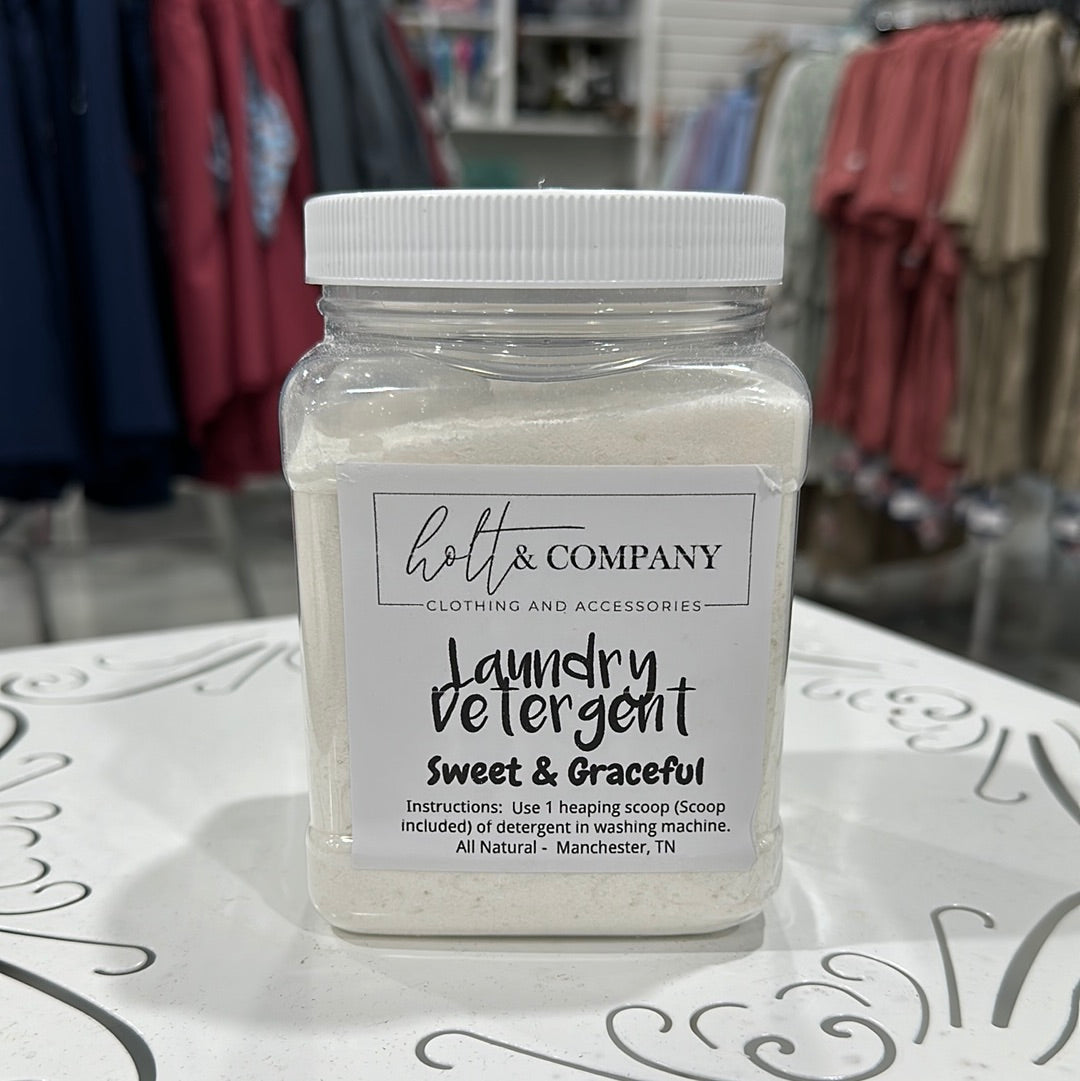 holt & COMPANY
CLOTHING AND ACCESSORIES
Laundry
Detergent
Sweet & Graceful
Instructions: Use 1 heaping scoop (Scoop
included) of detergent in washing machine.
All Natural - Manchester, TN